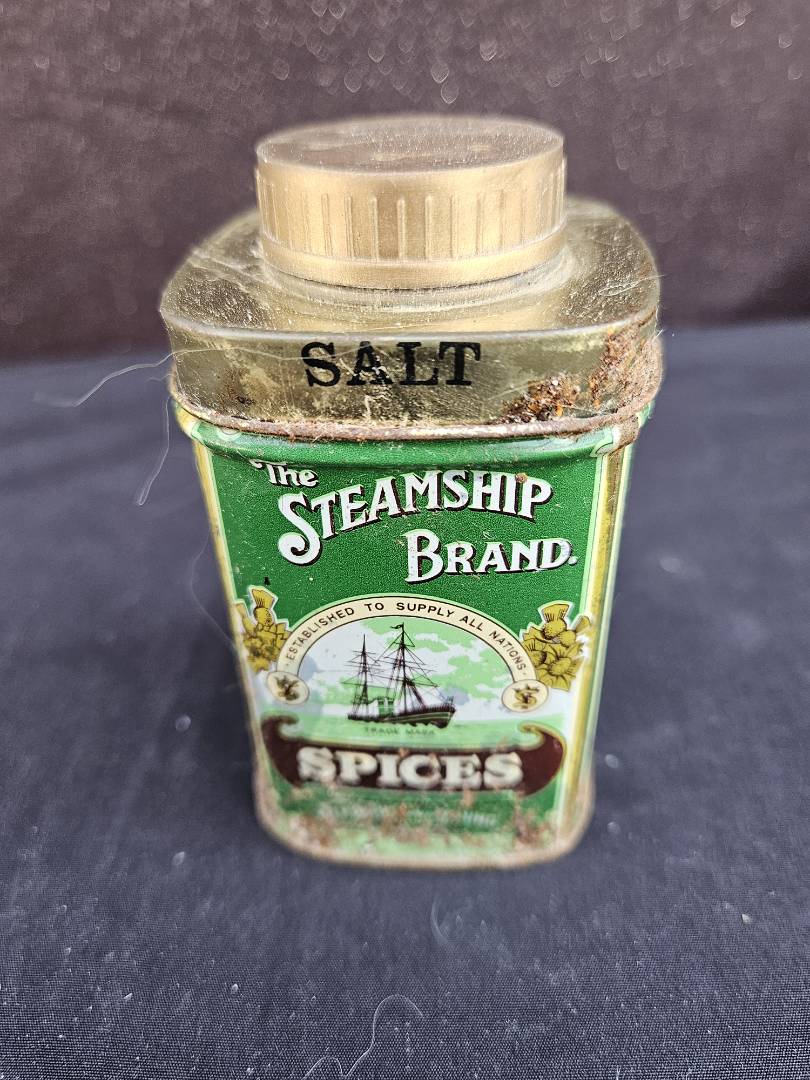 SALT
The
STEAMSHIP
BRAND.
· ESTABLISHED TO SUPPLY ALL NATIONS ·
TRADE MARK
SPICES